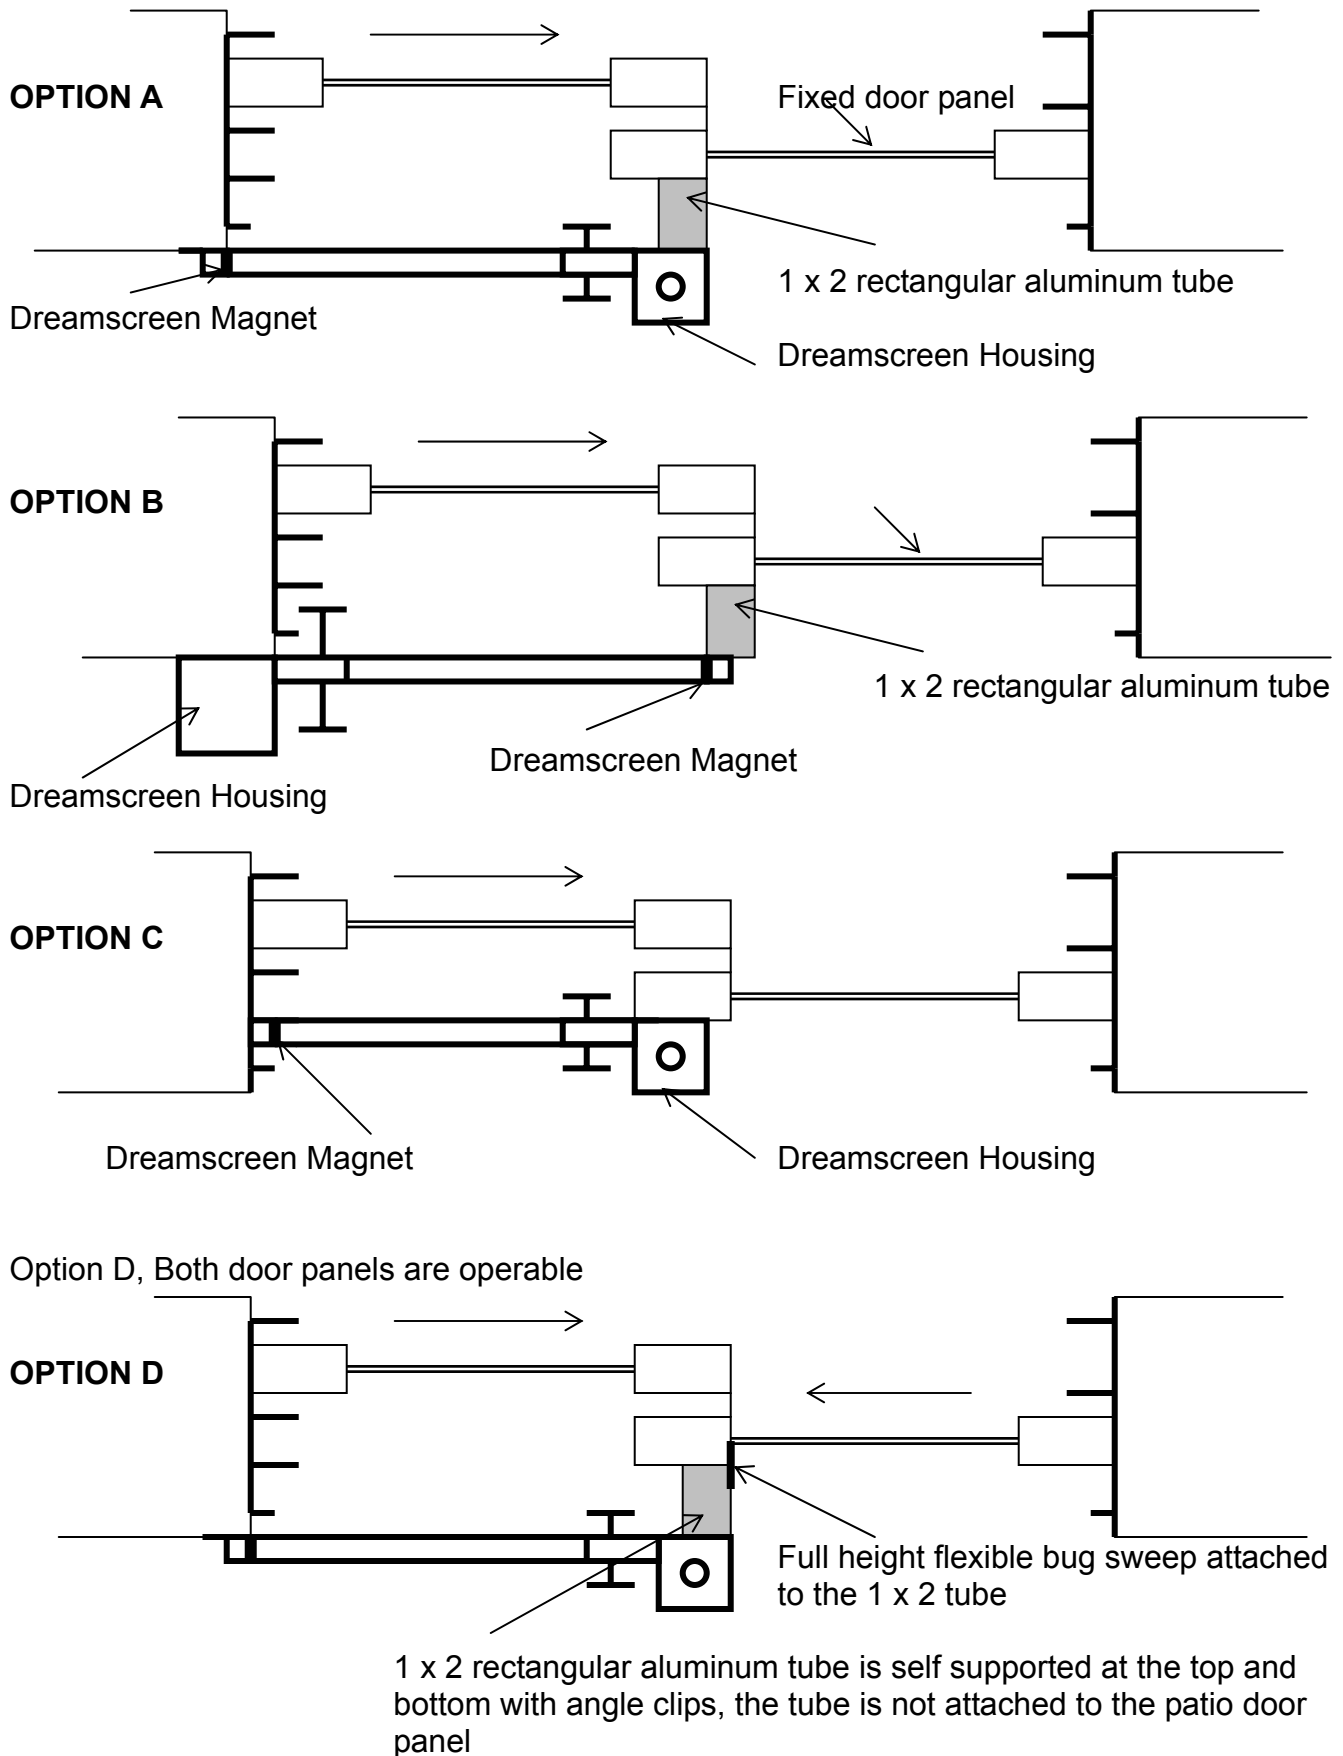 OPTION A
Fixed door panel
1 x 2 rectangular aluminum tube
Dreamscreen Magnet
Dreamscreen Housing
OPTION B
1 x 2 rectangular aluminum tube
Dreamscreen Magnet
Dreamscreen Housing
OPTION C
Dreamscreen Magnet
Dreamscreen Housing
Option D, Both door panels are operable
OPTION D
Full height flexible bug sweep attached
to the 1 x 2 tube
1 x 2 rectangular aluminum tube is self supported at the top and
bottom with angle clips, the tube is not attached to the patio door
panel